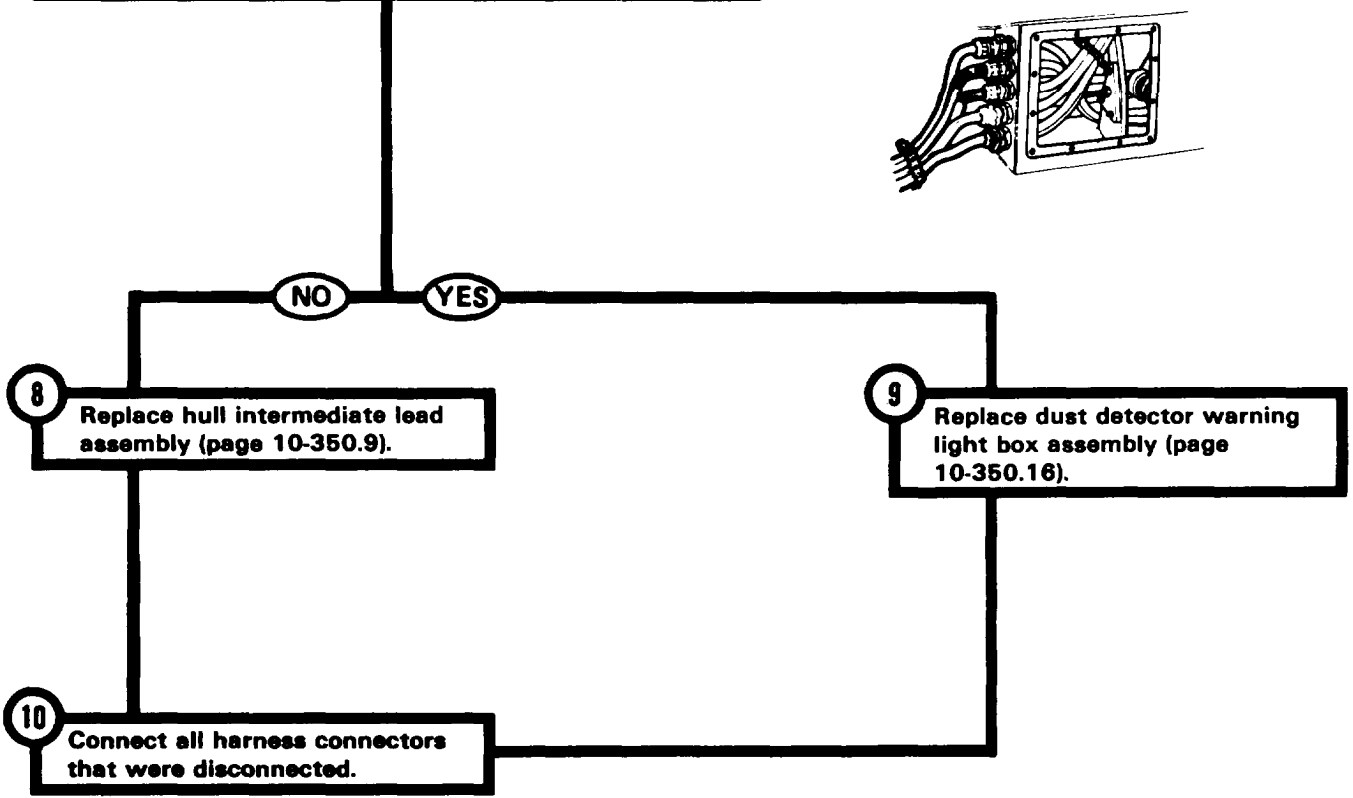 NO
YES
8
Replace hull intermediate lead
assembly (page 10-350.9).
9
Replace dust detector warning
light box assembly (page
10-350.16).
10
Connect all harness connectors
that were disconnected.